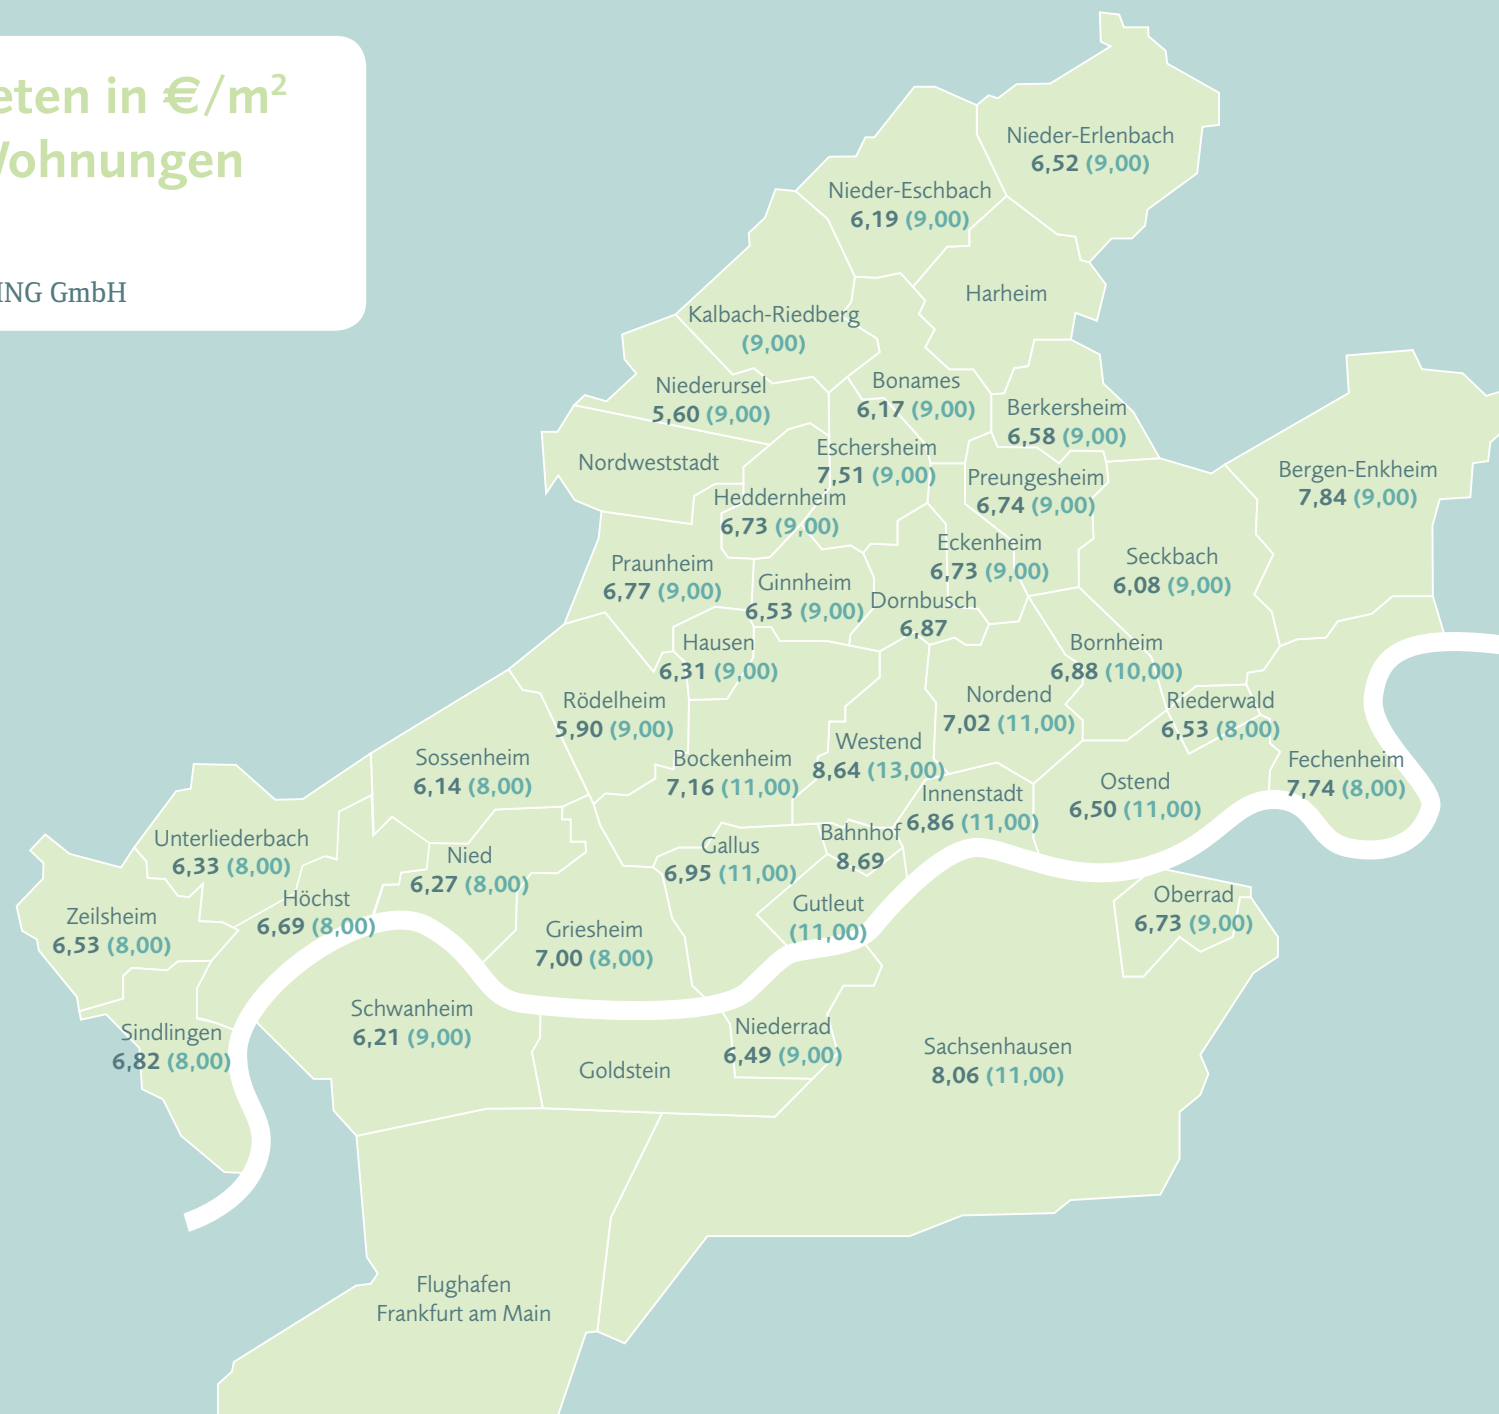 eten in €/m²
Wohnungen
ING GmbH
Nieder-Erlenbach
6,52 (9,00)
Nieder-Eschbach
6,19 (9,00)
Harheim
Kalbach-Riedberg
(9,00)
Niederursel
5,60 (9,00)
Bonames
6,17 (9,00)
Berkersheim
6,58 (9,00)
Nordweststadt
Eschersheim
7,51 (9,00)
Preungesheim
6,74 (9,00)
Bergen-Enkheim
7,84 (9,00)
Heddernheim
6,73 (9,00)
Eckenheim
6,73 (9,00)
Seckbach
6,08 (9,00)
Praunheim
6,77 (9,00)
Ginnheim
6,53 (9,00)
Dornbusch
6,87
Hausen
6,31 (9,00)
Bornheim
6,88 (10,00)
Rödelheim
5,90 (9,00)
Nordend
7,02 (11,00)
Riederwald
6,53 (8,00)
Sossenheim
6,14 (8,00)
Bockenheim
7,16 (11,00)
Westend
8,64 (13,00)
Fechenheim
7,74 (8,00)
Innenstadt
6,86 (11,00)
Ostend
6,50 (11,00)
Unterliederbach
6,33 (8,00)
Nied
6,27 (8,00)
Gallus
6,95 (11,00)
Bahnhof
8,69
Höchst
6,69 (8,00)
Zeilsheim
6,53 (8,00)
Gutleut
(11,00)
Oberrad
6,73 (9,00)
Griesheim
7,00 (8,00)
Schwanheim
6,21 (9,00)
Sindlingen
6,82 (8,00)
Niederrad
6,49 (9,00)
Goldstein
Sachsenhausen
8,06 (11,00)
Flughafen
Frankfurt am Main